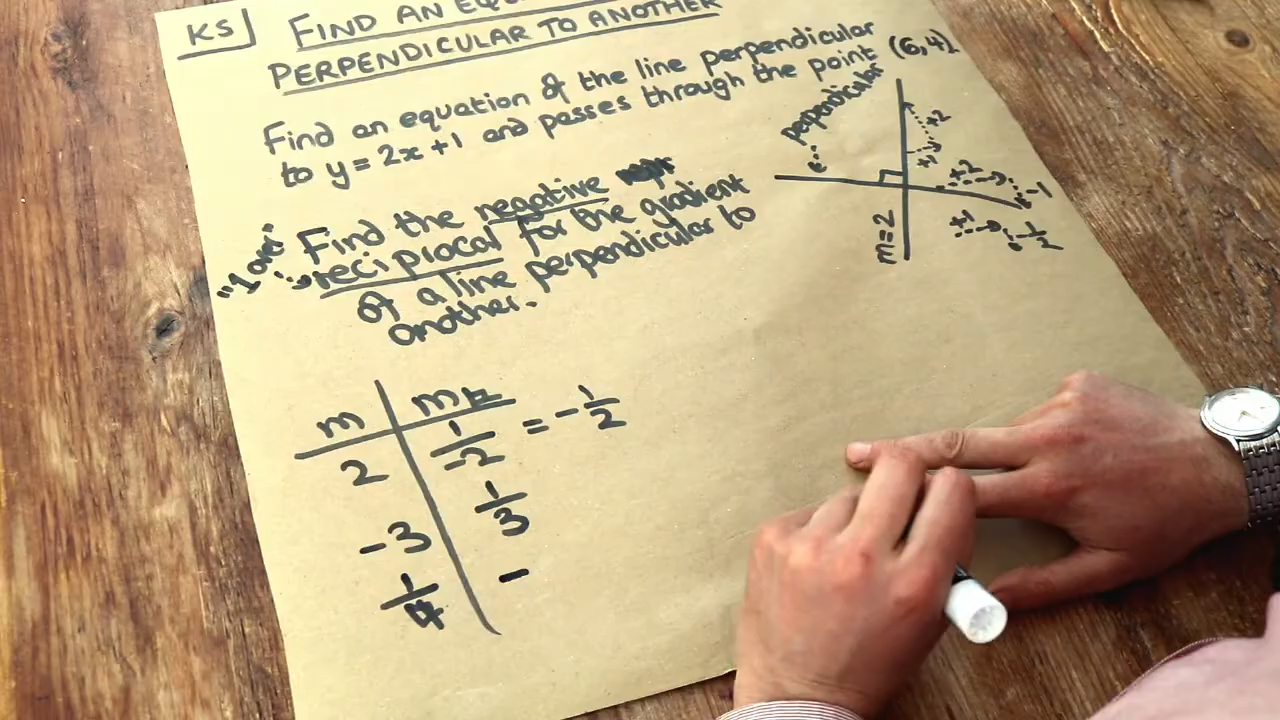 KS FIND AN EQU
PERPENDICULAR TO ANOTHER
Find an equation of the line perpendicular
to y = 2x + 1 and passes through the point (6,4).
"1 over" Find the negative
reciprocal for the gradient
of a line perpendicular to
another.
perpendicular
+2
+1
+2
-1
+1
-1/2
m = 2
m m⊥
2 1/-2 = -1/2
-3 1/3
1/4 -